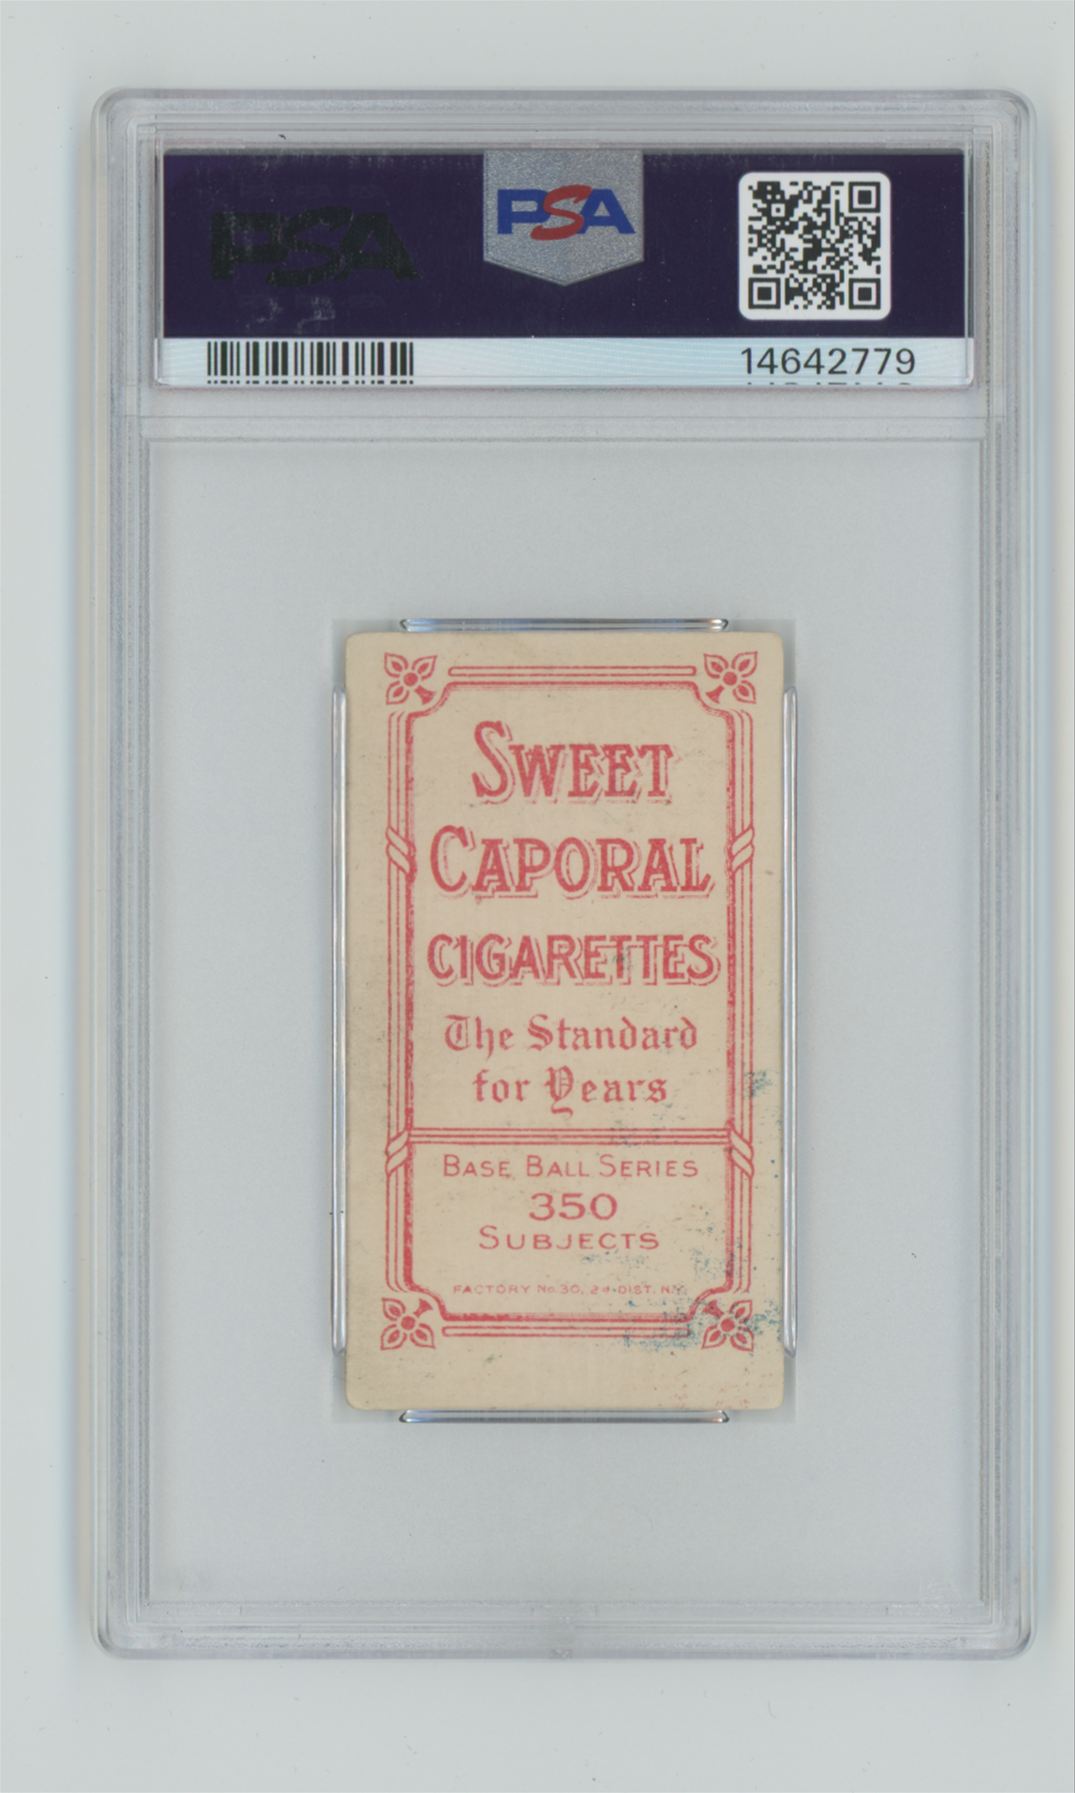 PSA
PSA
14642779
SWEET
CAPORAL
CIGARETTES
The Standard
for Years
BASE BALL SERIES
350
SUBJECTS
FACTORY No. 30, 2d DIST. N.Y.